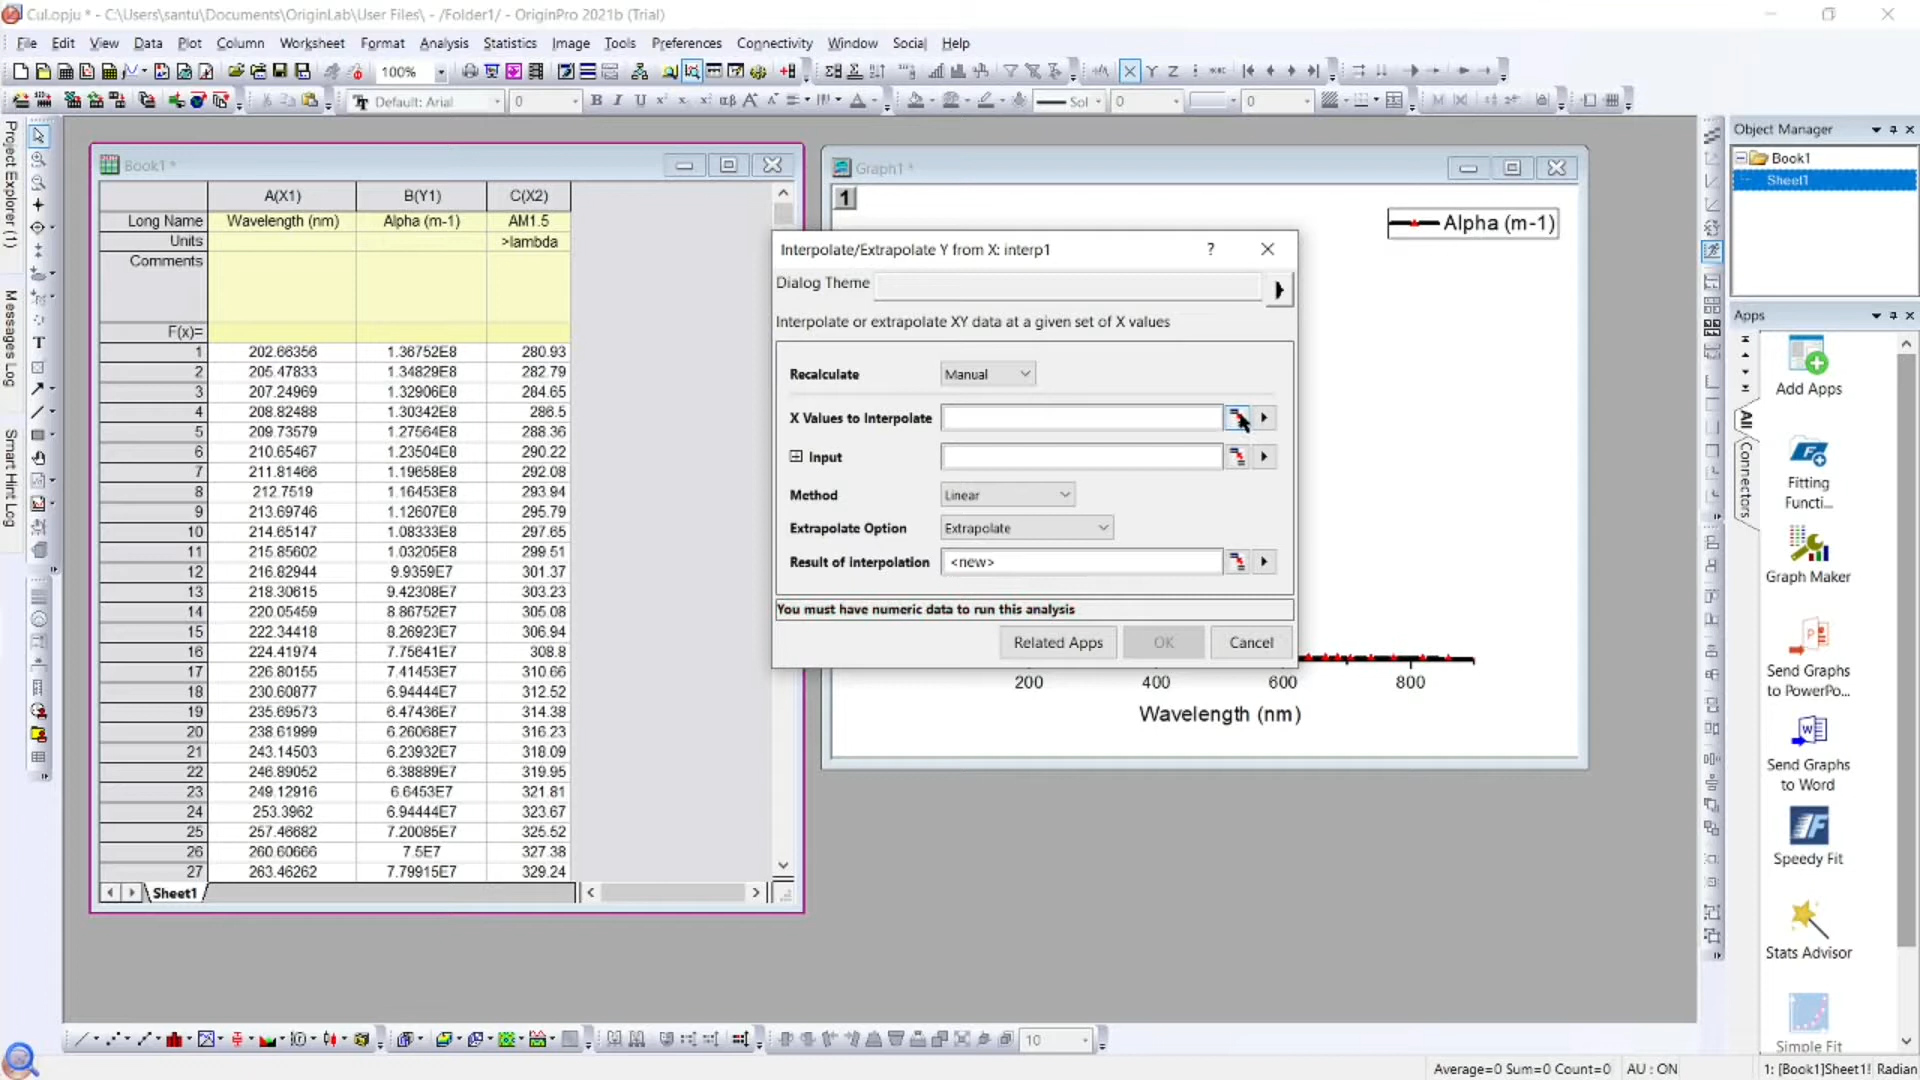 CuI.opju * - C:\Users\santu\Documents\OriginLab\User Files\ - /Folder1/ - OriginPro 2021b (Trial)
File Edit View Data Plot Column Worksheet Format Analysis Statistics Image Tools Preferences Connectivity Window Social Help
100%
Default: Arial 0 B I U Sol 0 0
Project Explorer (1)
Messages Log
Smart Hint Log
Book1 *
A(X1) B(Y1) C(X2)
Long Name Wavelength (nm) Alpha (m-1) AM1.5
Units >lambda
Comments
F(x)=
1 202.66356 1.36752E8 280.93
2 205.47833 1.34829E8 282.79
3 207.24969 1.32906E8 284.65
4 208.82488 1.30342E8 286.5
5 209.73579 1.27564E8 288.36
6 210.65467 1.23504E8 290.22
7 211.81466 1.19658E8 292.08
8 212.7519 1.16453E8 293.94
9 213.69746 1.12607E8 295.79
10 214.65147 1.08333E8 297.65
11 215.85602 1.03205E8 299.51
12 216.82944 9.9359E7 301.37
13 218.30615 9.42308E7 303.23
14 220.05459 8.86752E7 305.08
15 222.34418 8.26923E7 306.94
16 224.41974 7.75641E7 308.8
17 226.80155 7.41453E7 310.66
18 230.60877 6.94444E7 312.52
19 235.69573 6.47436E7 314.38
20 238.61999 6.26068E7 316.23
21 243.14503 6.23932E7 318.09
22 246.89052 6.38889E7 319.95
23 249.12916 6.6453E7 321.81
24 253.3962 6.94444E7 323.67
25 257.46682 7.20085E7 325.52
26 260.60666 7.5E7 327.38
27 263.46262 7.79915E7 329.24
Sheet1
Graph1 *
1
Alpha (m-1)
200 400 600 800
Wavelength (nm)
Interpolate/Extrapolate Y from X: interp1 ?
Dialog Theme
Interpolate or extrapolate XY data at a given set of X values
Recalculate Manual
X Values to Interpolate
Input
Method Linear
Extrapolate Option Extrapolate
Result of Interpolation <new>
You must have numeric data to run this analysis
Related Apps OK Cancel
Object Manager
Book1
Sheet1
Apps
All
Connectors
Add Apps
Fitting
Functi...
Graph Maker
Send Graphs
to PowerPo...
Send Graphs
to Word
Speedy Fit
Stats Advisor
Simple Fit
10
Average=0 Sum=0 Count=0 AU : ON 1: [Book1]Sheet1! Radian